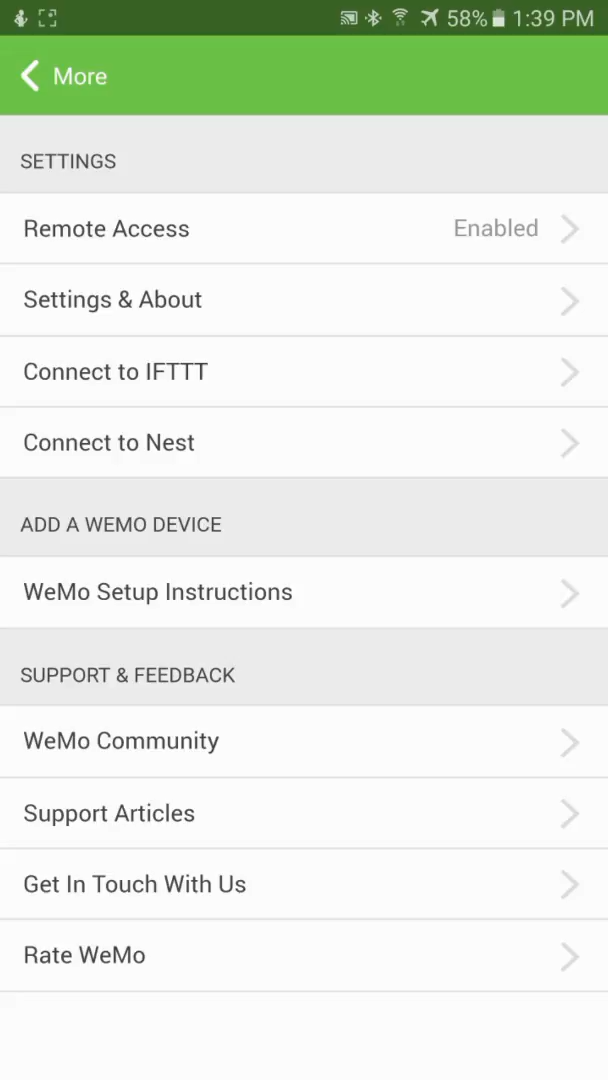 58% 1:39 PM
More
SETTINGS
Remote Access Enabled
Settings & About
Connect to IFTTT
Connect to Nest
ADD A WEMO DEVICE
WeMo Setup Instructions
SUPPORT & FEEDBACK
WeMo Community
Support Articles
Get In Touch With Us
Rate WeMo